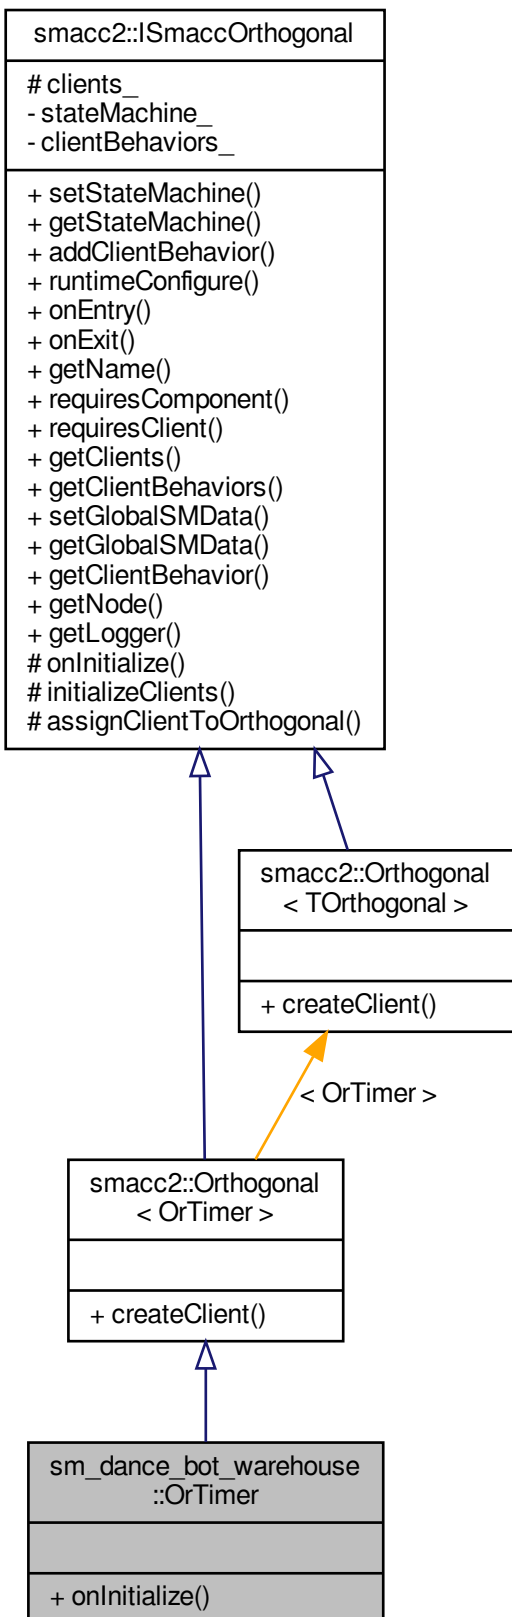 smacc2::ISmaccOrthogonal
# clients_
- stateMachine_
- clientBehaviors_
+ setStateMachine()
+ getStateMachine()
+ addClientBehavior()
+ runtimeConfigure()
+ onEntry()
+ onExit()
+ getName()
+ requiresComponent()
+ requiresClient()
+ getClients()
+ getClientBehaviors()
+ setGlobalSMData()
+ getGlobalSMData()
+ getClientBehavior()
+ getNode()
+ getLogger()
# onInitialize()
# initializeClients()
# assignClientToOrthogonal()
smacc2::Orthogonal
< TOrthogonal >
+ createClient()
< OrTimer >
smacc2::Orthogonal
< OrTimer >
+ createClient()
sm_dance_bot_warehouse
::OrTimer
+ onInitialize()